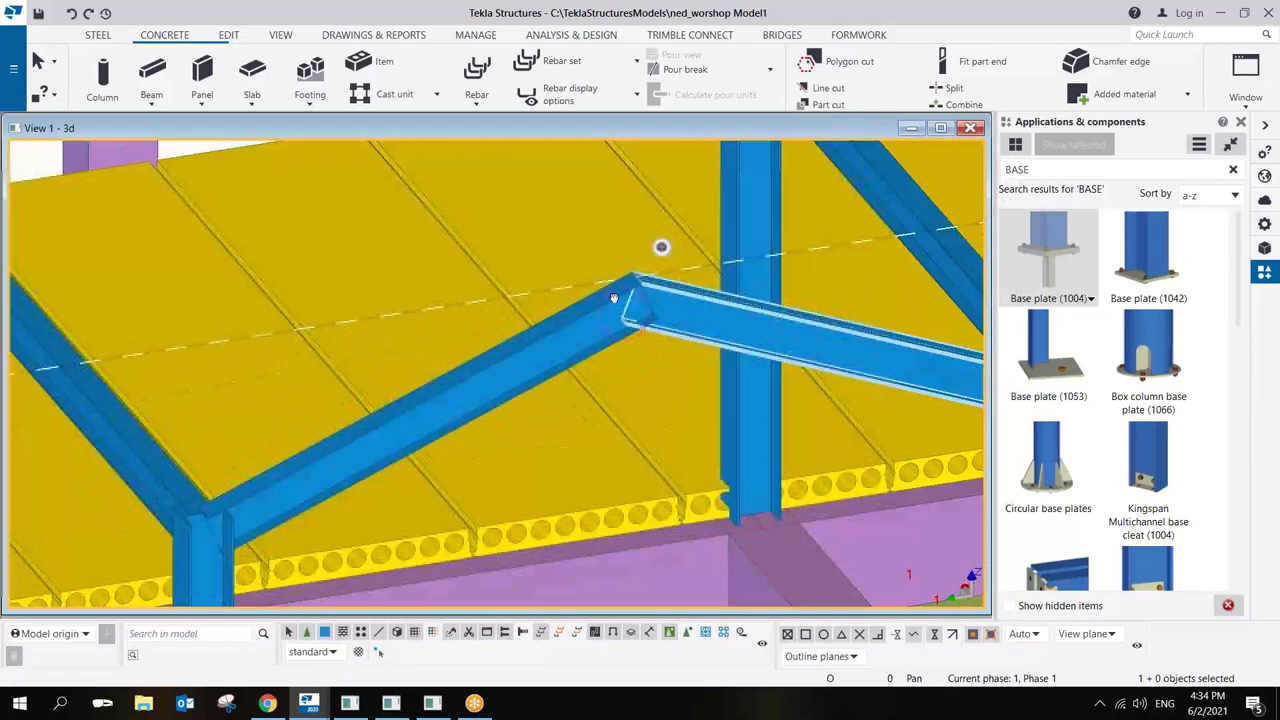 Tekla Structures - C:\TeklaStructuresModels\ned_workshop Model1
Log in
STEEL
CONCRETE
EDIT
VIEW
DRAWINGS & REPORTS
MANAGE
ANALYSIS & DESIGN
TRIMBLE CONNECT
BRIDGES
FORMWORK
Quick Launch
Column
Beam
Panel
Slab
Footing
Item
Cast unit
Rebar
Rebar set
Rebar display options
Pour view
Pour break
Calculate pour units
Polygon cut
Line cut
Part cut
Fit part end
Split
Combine
Chamfer edge
Added material
Window
View 1 - 3d
Applications & components
Show selected
BASE
Search results for 'BASE'
Sort by
a-z
Base plate (1004)
Base plate (1042)
Base plate (1053)
Box column base plate (1066)
Circular base plates
Kingspan Multichannel base cleat (1004)
Show hidden items
1
Z
1
Model origin
Search in model
standard
Auto
View plane
Outline planes
O
0
Pan
Current phase: 1, Phase 1
1 + 0 objects selected
2020
ENG
4:34 PM
6/2/2021
5